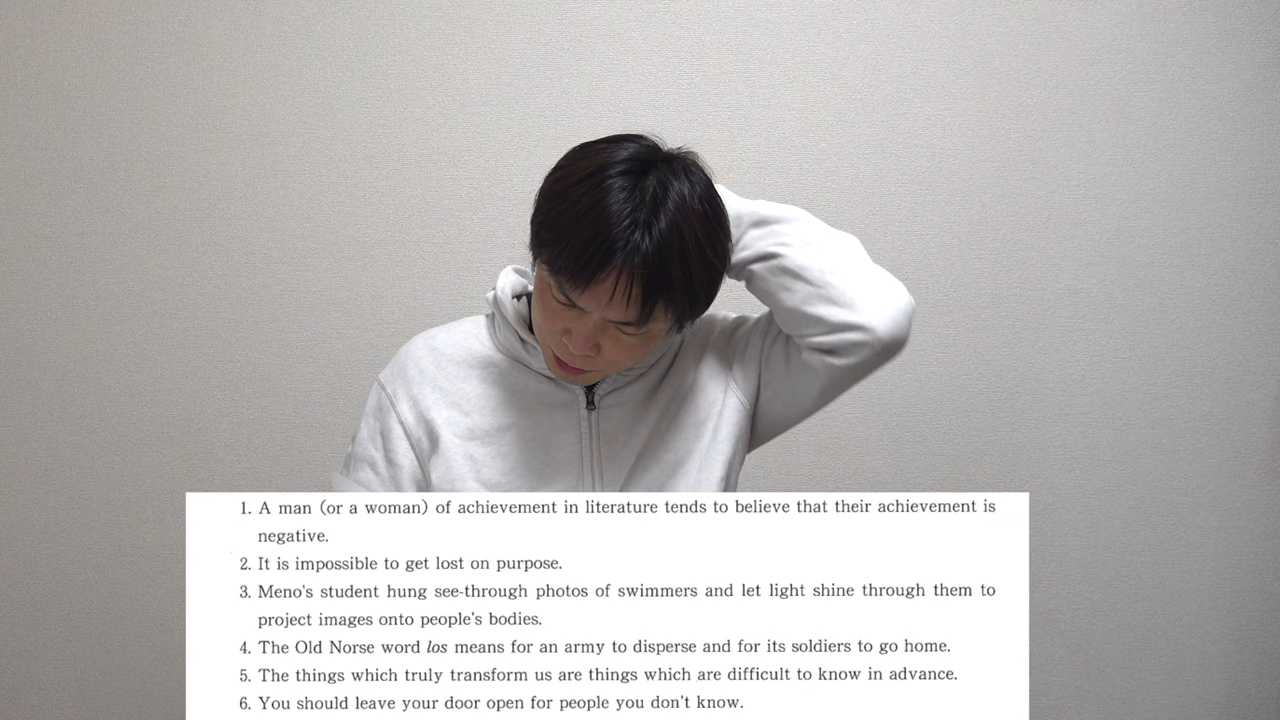 1. A man (or a woman) of achievement in literature tends to believe that their achievement is
negative.
2. It is impossible to get lost on purpose.
3. Meno's student hung see-through photos of swimmers and let light shine through them to
project images onto people's bodies.
4. The Old Norse word los means for an army to disperse and for its soldiers to go home.
5. The things which truly transform us are things which are difficult to know in advance.
6. You should leave your door open for people you don't know.